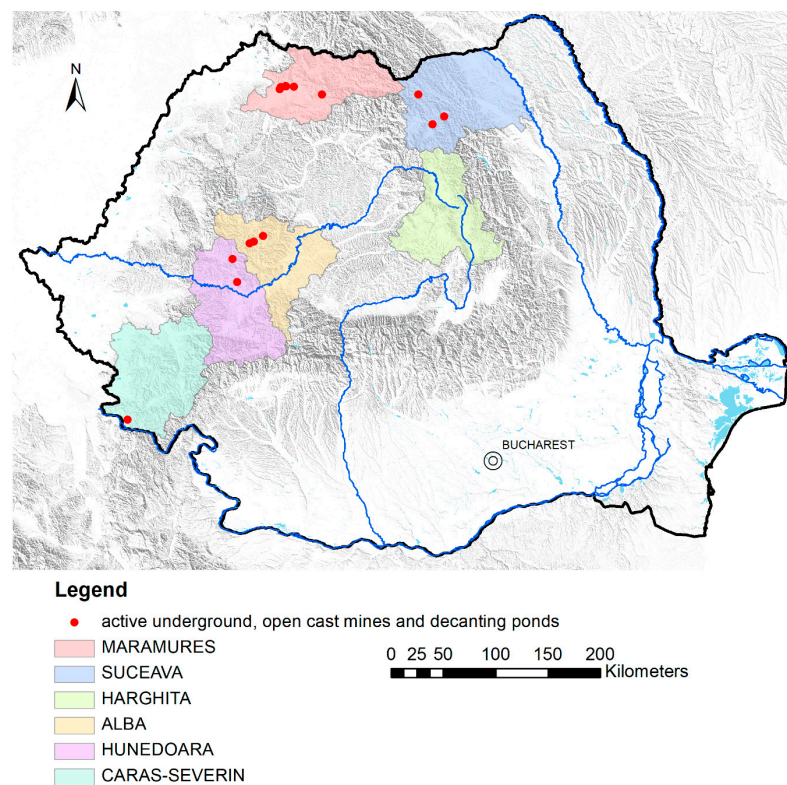 N
BUCHAREST
Legend
active underground, open cast mines and decanting ponds
MARAMURES
SUCEAVA
HARGHITA
ALBA
HUNEDOARA
CARAS-SEVERIN
0 25 50 100 150 200
Kilometers